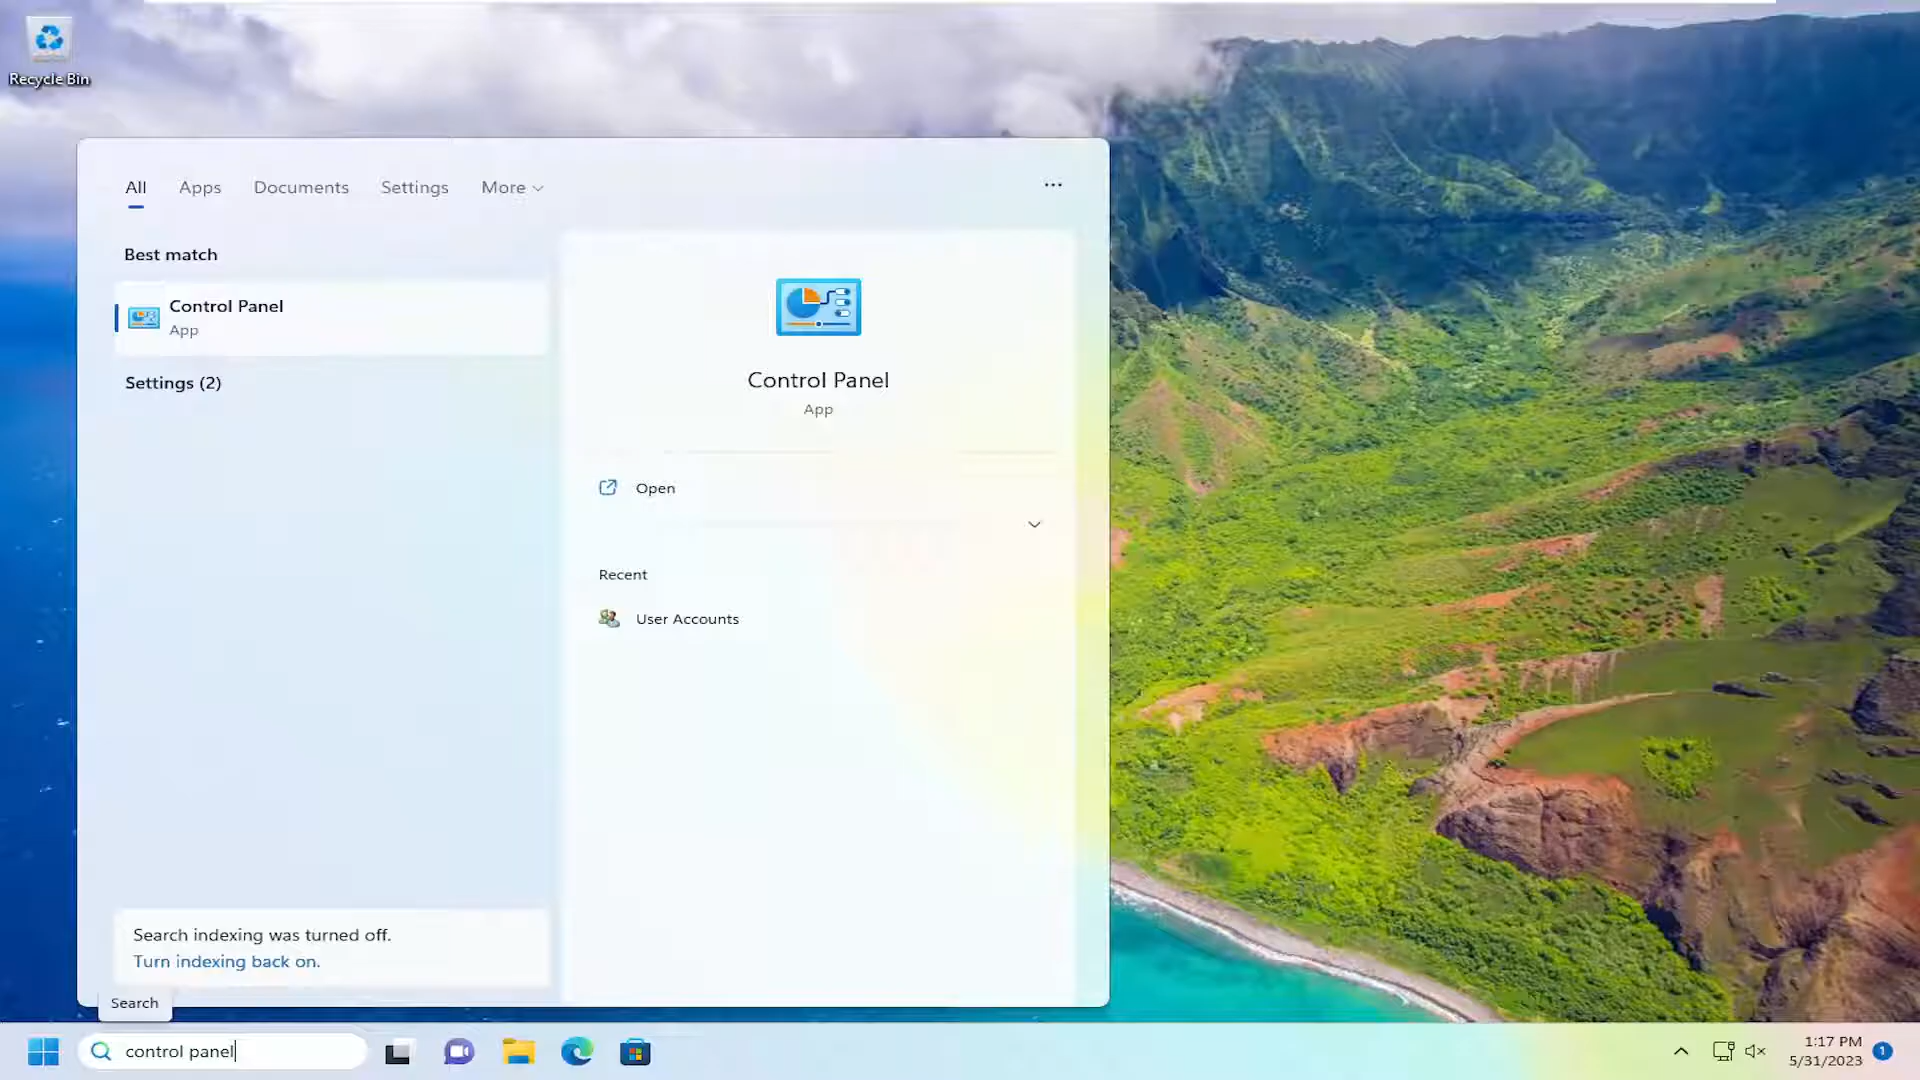 Recycle Bin
All Apps Documents Settings More
Best match
Control Panel
App
Settings (2)
Control Panel
App
Open
Recent
User Accounts
Search indexing was turned off.
Turn indexing back on.
Search
control panel
1:17 PM
5/31/2023
1